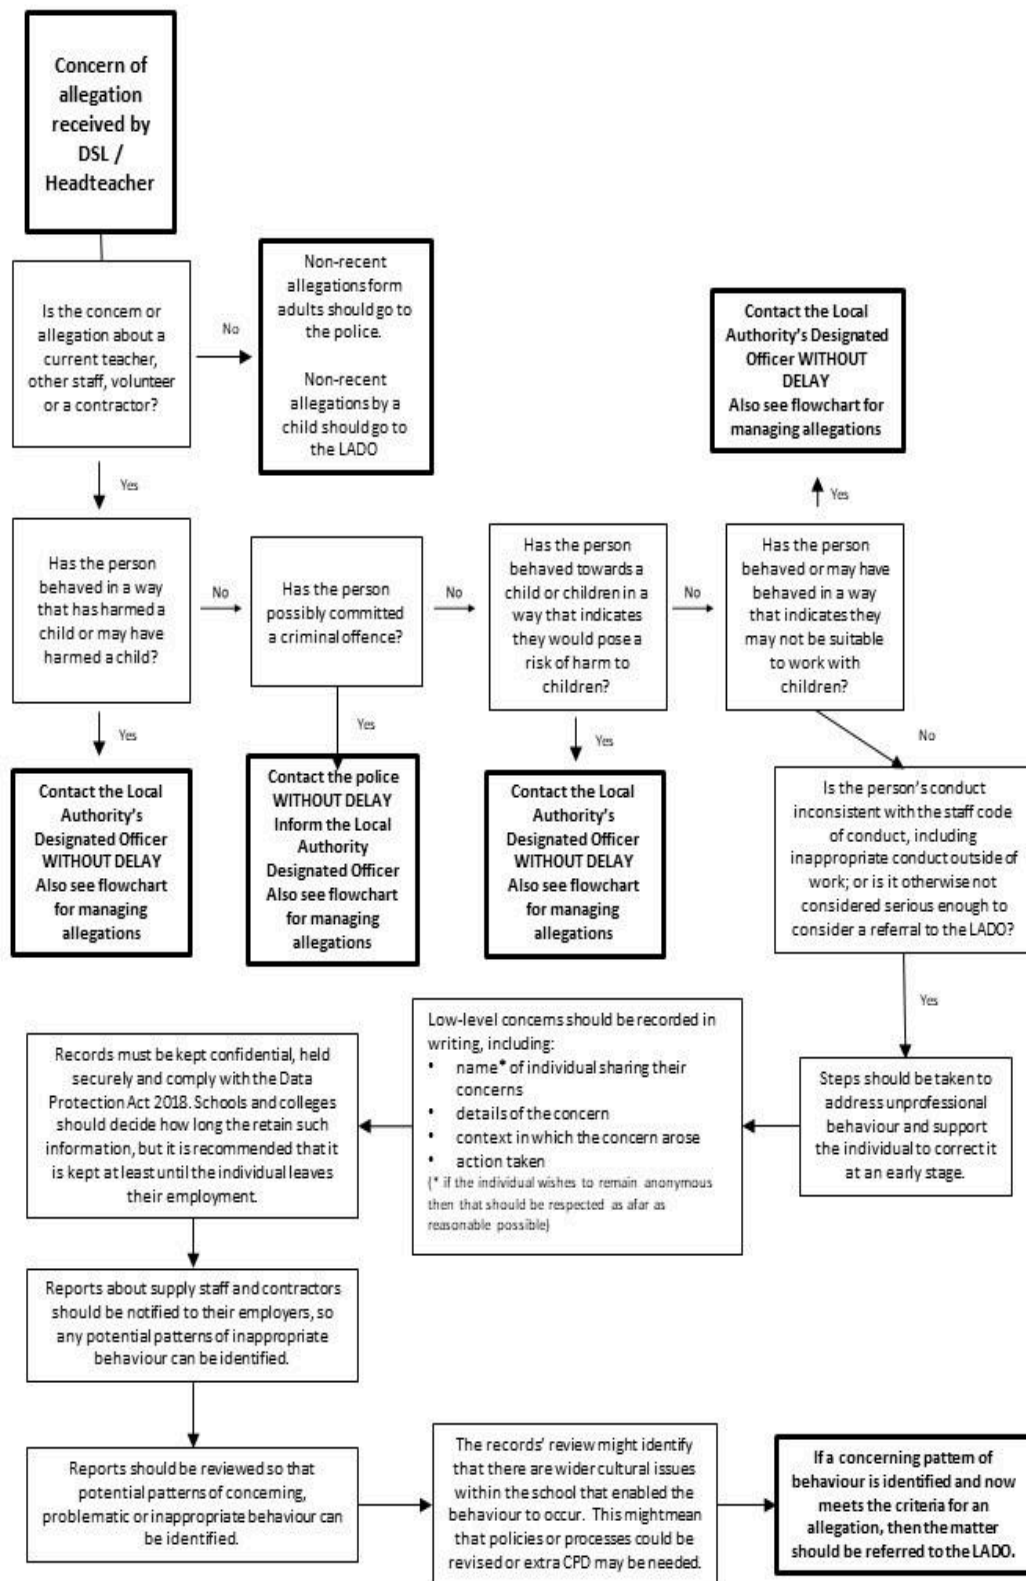 Concern of
allegation
received by
DSL /
Headteacher
Is the concern or
allegation about a
current teacher,
other staff, volunteer
or a contractor?
No
Non-recent
allegations form
adults should go to
the police.
Non-recent
allegations by a
child should go to
the LADO
Contact the Local
Authority's Designated
Officer WITHOUT
DELAY
Also see flowchart for
managing allegations
Yes
Yes
Has the person
behaved in a way
that has harmed a
child or may have
harmed a child?
No
Has the person
possibly committed
a criminal offence?
No
Has the person
behaved towards a
child or children in a
way that indicates
they would pose a
risk of harm to
children?
No
Has the person
behaved or may have
behaved in a way
that indicates they
may not be suitable
to work with
children?
Yes
Yes
Yes
No
Contact the Local
Authority's
Designated Officer
WITHOUT DELAY
Also see flowchart
for managing
allegations
Contact the police
WITHOUT DELAY
Inform the Local
Authority
Designated Officer
Also see flowchart
for managing
allegations
Contact the Local
Authority's
Designated Officer
WITHOUT DELAY
Also see flowchart
for managing
allegations
Is the person's conduct
inconsistent with the staff code
of conduct, including
inappropriate conduct outside of
work; or is it otherwise not
considered serious enough to
consider a referral to the LADO?
Yes
Steps should be taken to
address unprofessional
behaviour and support
the individual to correct it
at an early stage.
Low-level concerns should be recorded in
writing, including:
• name* of individual sharing their
concerns
• details of the concern
• context in which the concern arose
• action taken
(* if the individual wishes to remain anonymous
then that should be respected as afar as
reasonable possible)
Records must be kept confidential, held
securely and comply with the Data
Protection Act 2018. Schools and colleges
should decide how long the retain such
information, but it is recommended that it
is kept at least until the individual leaves
their employment.
Reports about supply staff and contractors
should be notified to their employers, so
any potential patterns of inappropriate
behaviour can be identified.
Reports should be reviewed so that
potential patterns of concerning,
problematic or inappropriate behaviour can
be identified.
The records' review might identify
that there are wider cultural issues
within the school that enabled the
behaviour to occur. This might mean
that policies or processes could be
revised or extra CPD may be needed.
If a concerning pattern of
behaviour is identified and now
meets the criteria for an
allegation, then the matter
should be referred to the LADO.